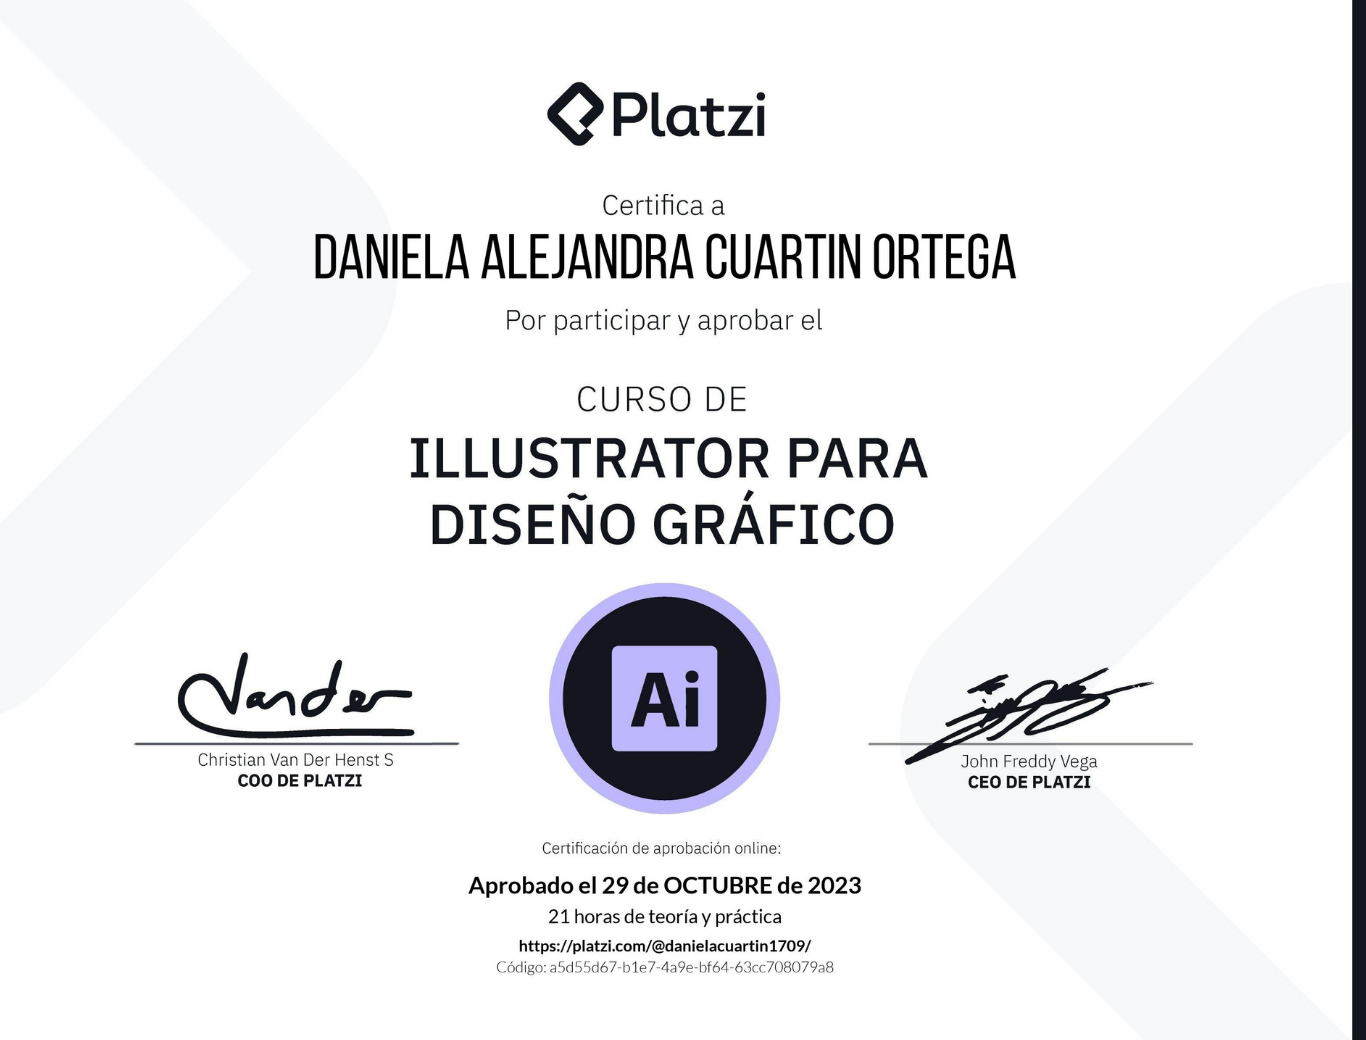 Platzi
Certifica a
DANIELA ALEJANDRA CUARTIN ORTEGA
Por participar y aprobar el
CURSO DE
ILLUSTRATOR PARA
DISEÑO GRÁFICO
Ai
Vander
Christian Van Der Henst S
COO DE PLATZI
John Freddy Vega
CEO DE PLATZI
Certificación de aprobación online:
Aprobado el 29 de OCTUBRE de 2023
21 horas de teoría y práctica
https://platzi.com/@danielacuartin1709/
Código: a5d55d67-b1e7-4a9e-bf64-63cc708079a8